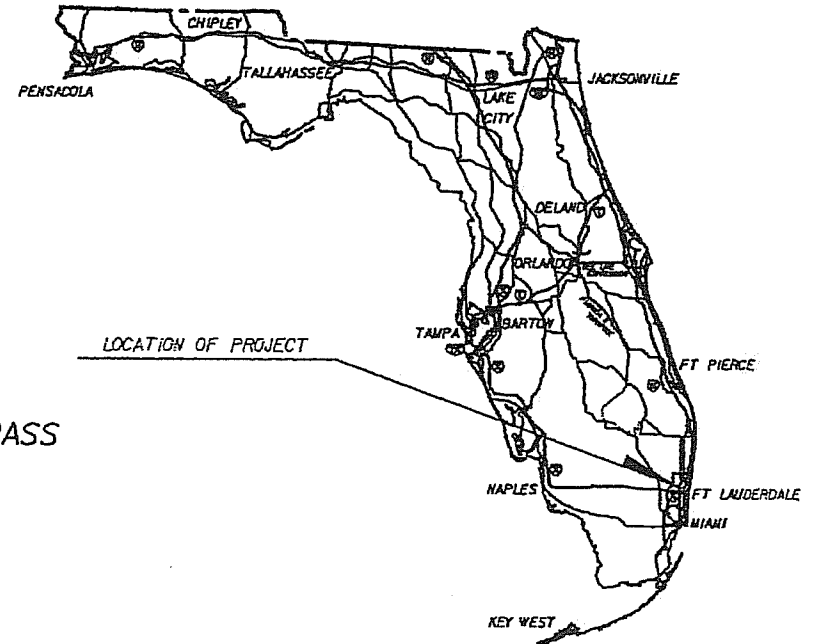 CHIPLEY
TALLAHASSEE
PENSACOLA
JACKSONVILLE
LAKE
CITY
DELAND
ORLANDO
TAMPA
BARTOW
LOCATION OF PROJECT
FT PIERCE
PASS
NAPLES
FT LAUDERDALE
MIAMI
KEY WEST